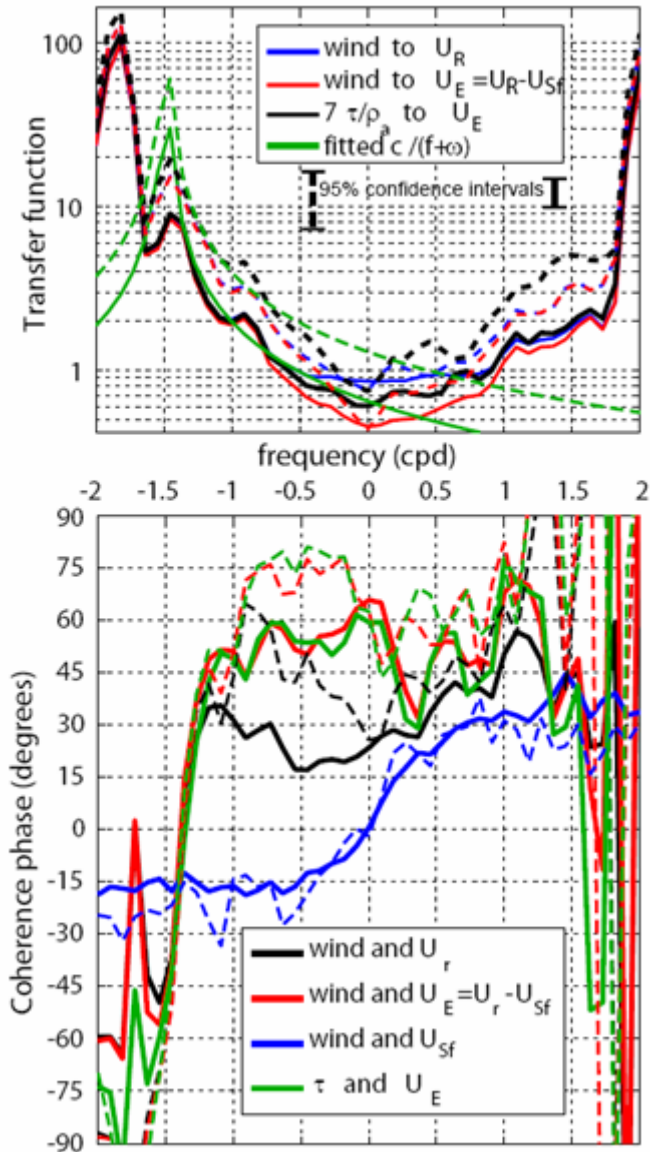 100
10
1
Transfer function
wind to U_R
wind to U_E = U_R-U_Sf
7 τ/ρ_a to U_E
fitted c /(f+ω)
95% confidence intervals
frequency (cpd)
-2 -1.5 -1 -0.5 0 0.5 1 1.5 2
90
75
60
45
30
15
0
-15
-30
-45
-60
-75
-90
Coherence phase (degrees)
wind and U_r
wind and U_E=U_r-U_Sf
wind and U_Sf
τ and U_E